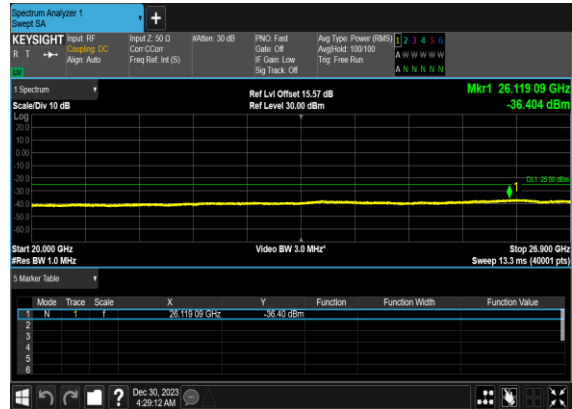 Spectrum Analyzer 1
Swept SA
KEYSIGHT
R T
Input: RF
Coupling: DC
Align: Auto
Input Z: 50 Ω
Corr CCorr
Freq Ref: Int (S)
#Atten: 30 dB
PNO: Fast
Gate: Off
IF Gain: Low
Sig Track: Off
Avg Type: Power (RMS)
Avg|Hold: 100/100
Trig: Free Run
1 2 3 4 5 6
A W W W W W
A N N N N N
1 Spectrum
Scale/Div 10 dB
Ref Lvl Offset 15.57 dB
Ref Level 30.00 dBm
Mkr1 26.119 09 GHz
-36.404 dBm
Log
20.0
10.0
0.00
-10.0
-20.0
-30.0
-40.0
-50.0
-60.0
DL1 -25.00 dBm
1
Start 20.000 GHz
#Res BW 1.0 MHz
Video BW 3.0 MHz*
Stop 26.900 GHz
Sweep 13.3 ms (40001 pts)
5 Marker Table
Mode Trace Scale X Y Function Function Width Function Value
1 N 1 f 26.119 09 GHz -36.40 dBm
2
3
4
5
6
?
Dec 30, 2023
4:29:12 AM